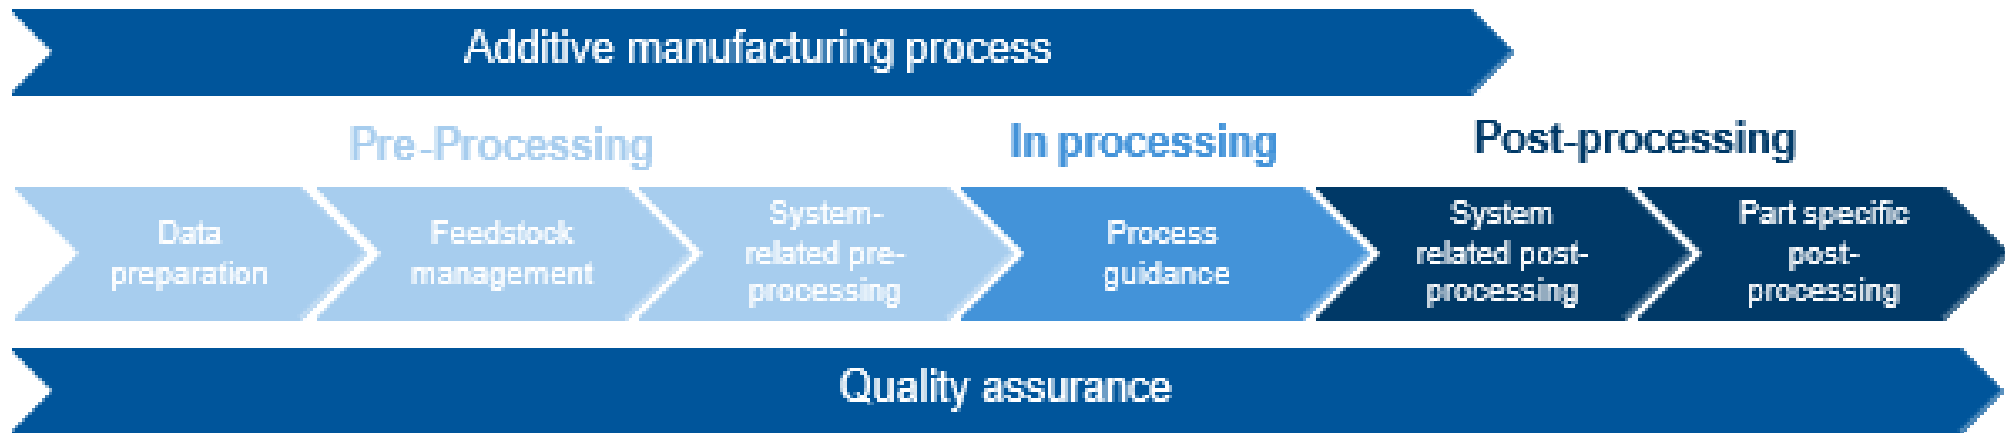 Additive manufacturing process
Pre-Processing
In processing
Post-processing
Data
preparation
Feedstock
management
System-
related pre-
processing
Process
guidance
System
related post-
processing
Part specific
post-
processing
Quality assurance